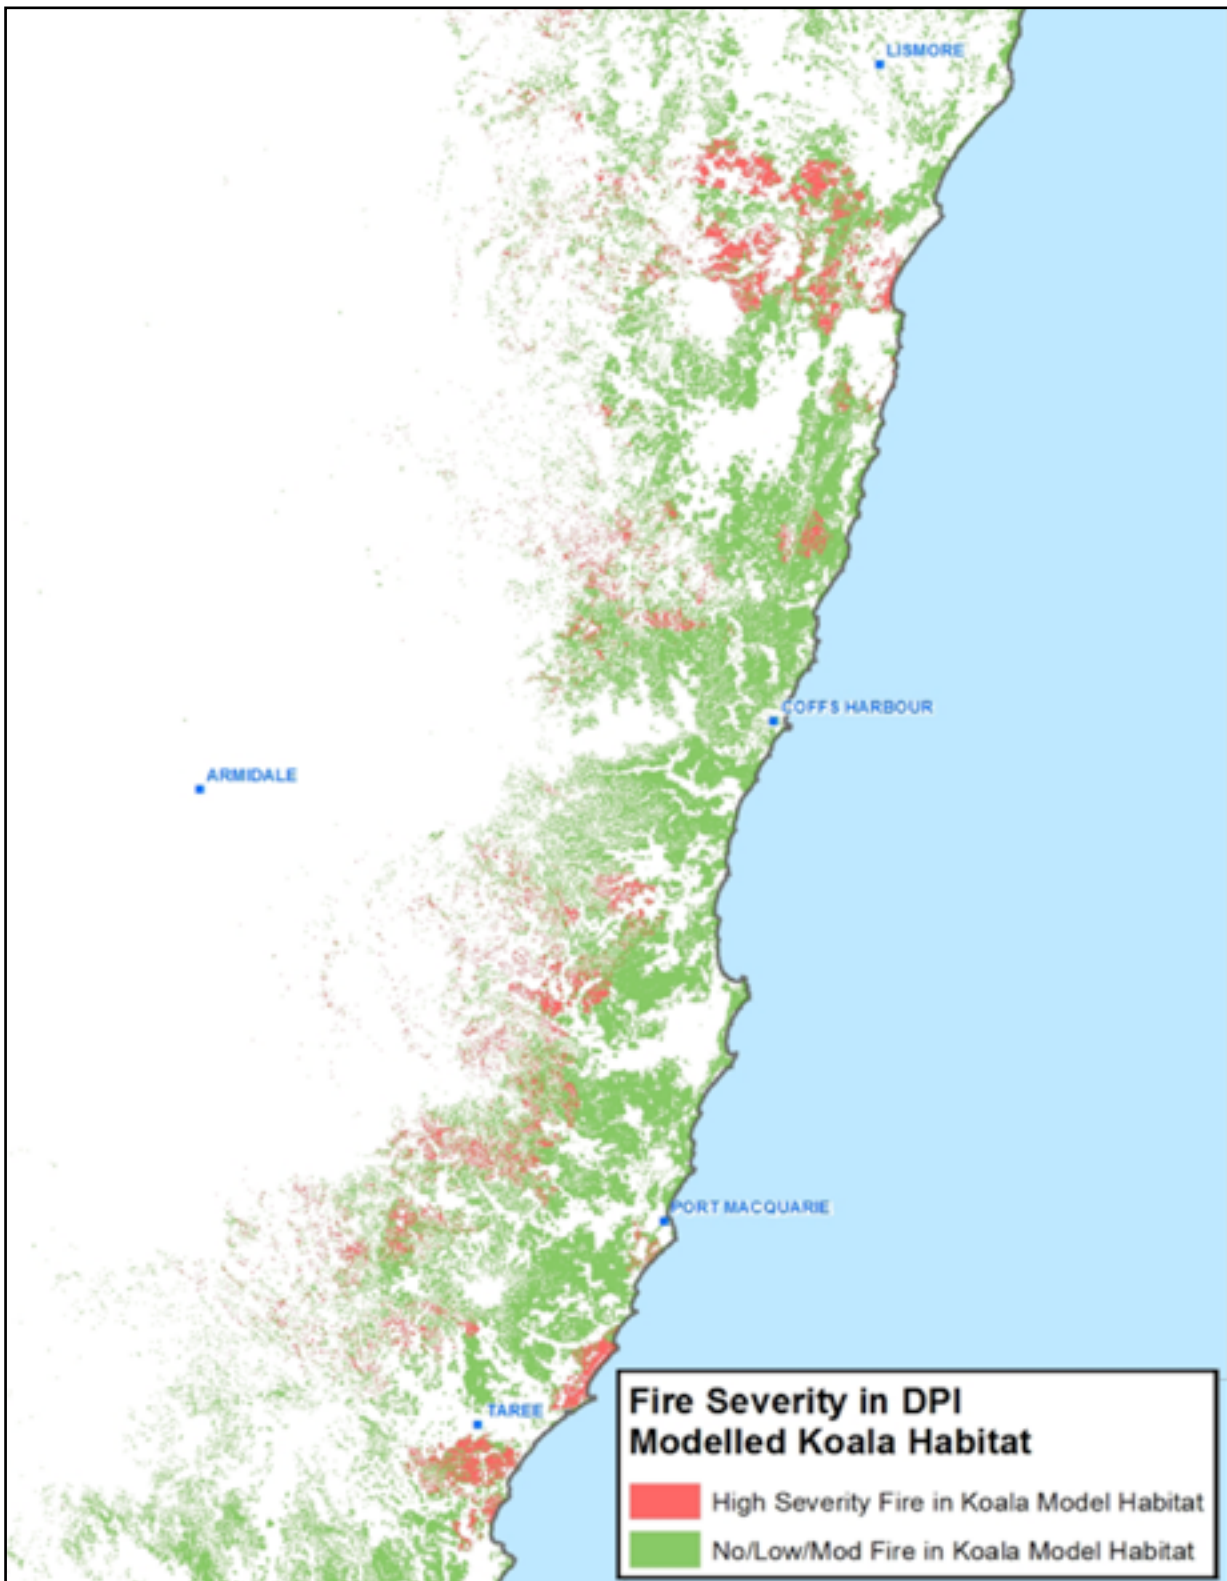 LISMORE
COFFS HARBOUR
ARMIDALE
PORT MACQUARIE
TAREE
Fire Severity in DPI
Modelled Koala Habitat
High Severity Fire in Koala Model Habitat
No/Low/Mod Fire in Koala Model Habitat